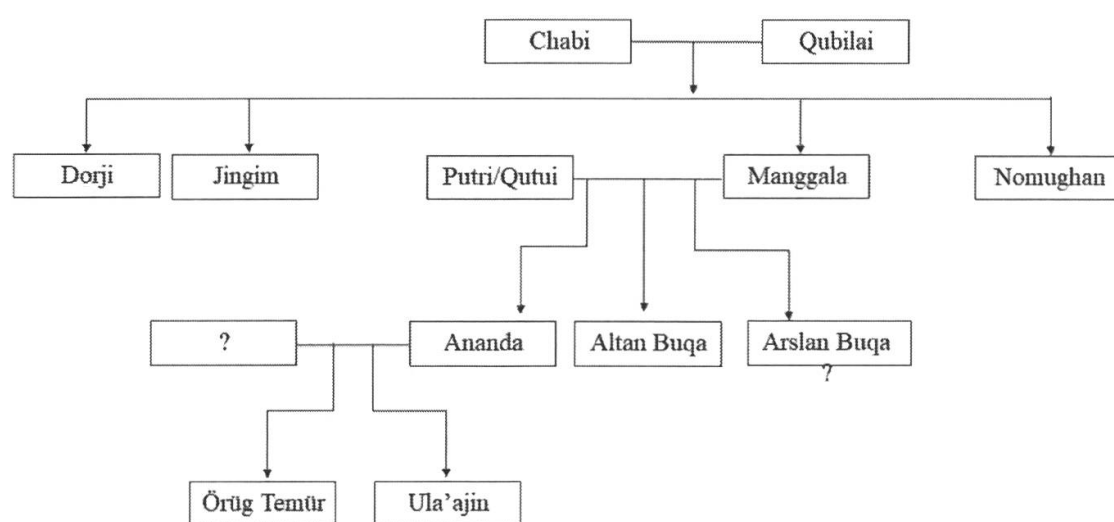 Chabi
Qubilai
Dorji
Jingim
Putri/Qutui
Manggala
Nomughan
?
Ananda
Altan Buqa
Arslan Buqa
?
Örüg Temür
Ula’ajin